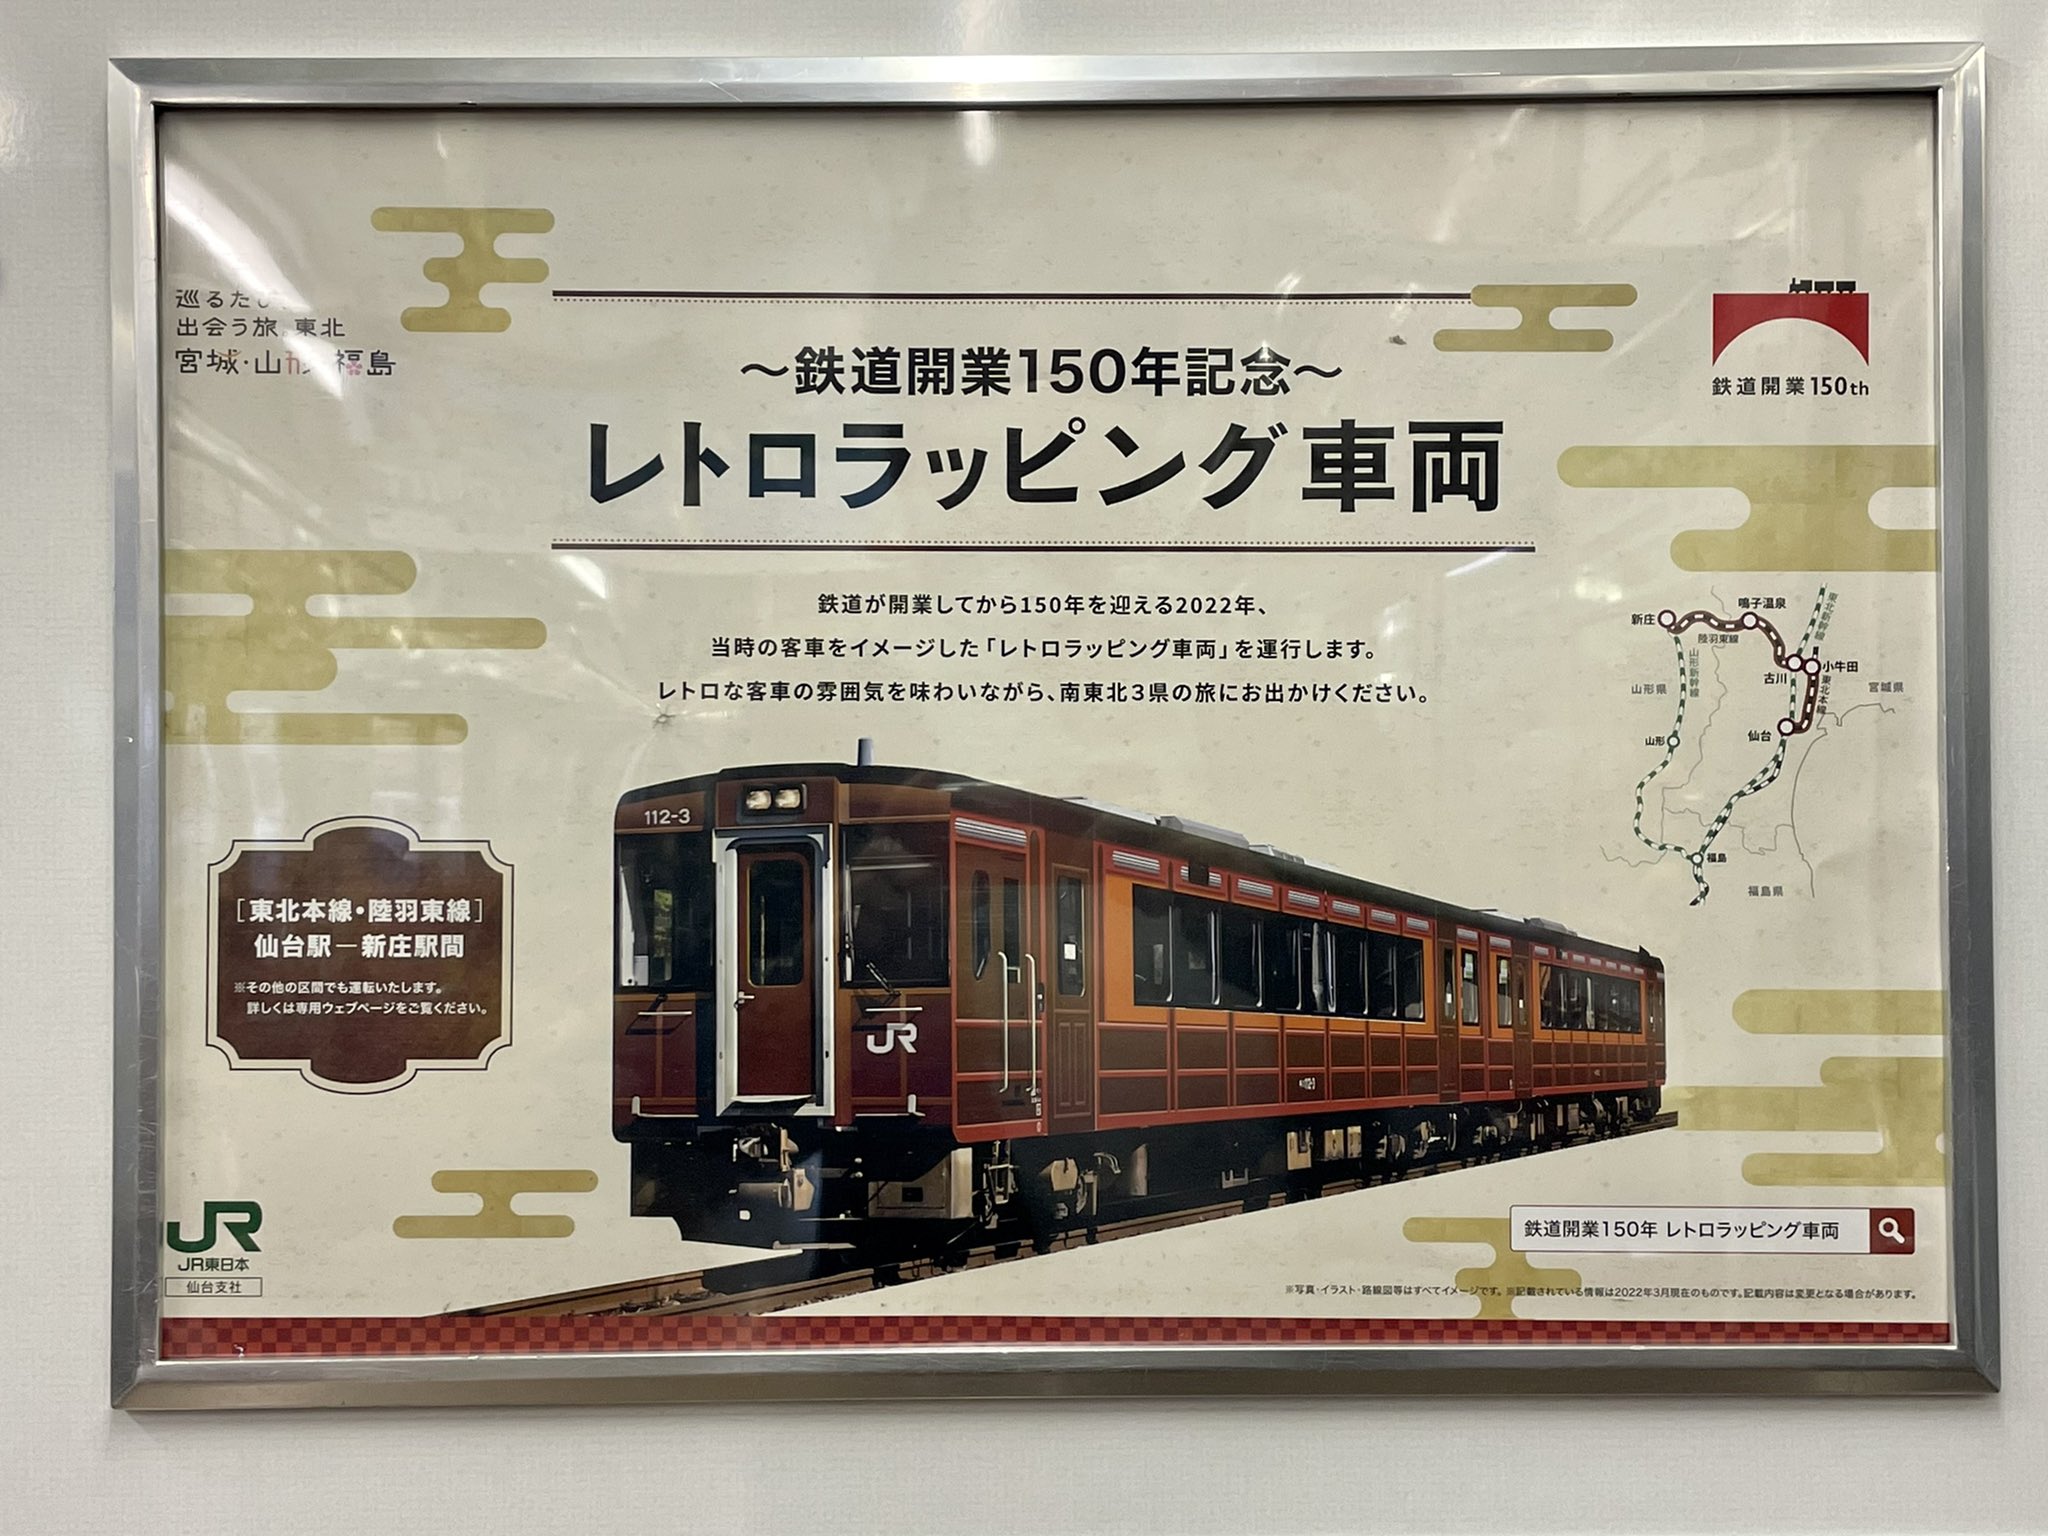 巡るたび、
出会う旅。東北
宮城・山形・福島
～鉄道開業150年記念～
レトロラッピング車両
鉄道開業150th
鉄道が開業してから150年を迎える2022年、
当時の客車をイメージした「レトロラッピング車両」を運行します。
レトロな客車の雰囲気を味わいながら、南東北3県の旅にお出かけください。
新庄
鳴子温泉
陸羽東線
東北新幹線
山形新幹線
古川
小牛田
東北本線
山形県
宮城県
山形
仙台
福島
福島県
[東北本線・陸羽東線]
仙台駅―新庄駅間
※その他の区間でも運転いたします。
詳しくは専用ウェブページをご覧ください。
112-3
JR
JR
JR東日本
仙台支社
鉄道開業150年 レトロラッピング車両
※写真・イラスト・路線図等はすべてイメージです。※記載されている情報は2022年3月現在のものです。記載内容は変更となる場合があります。